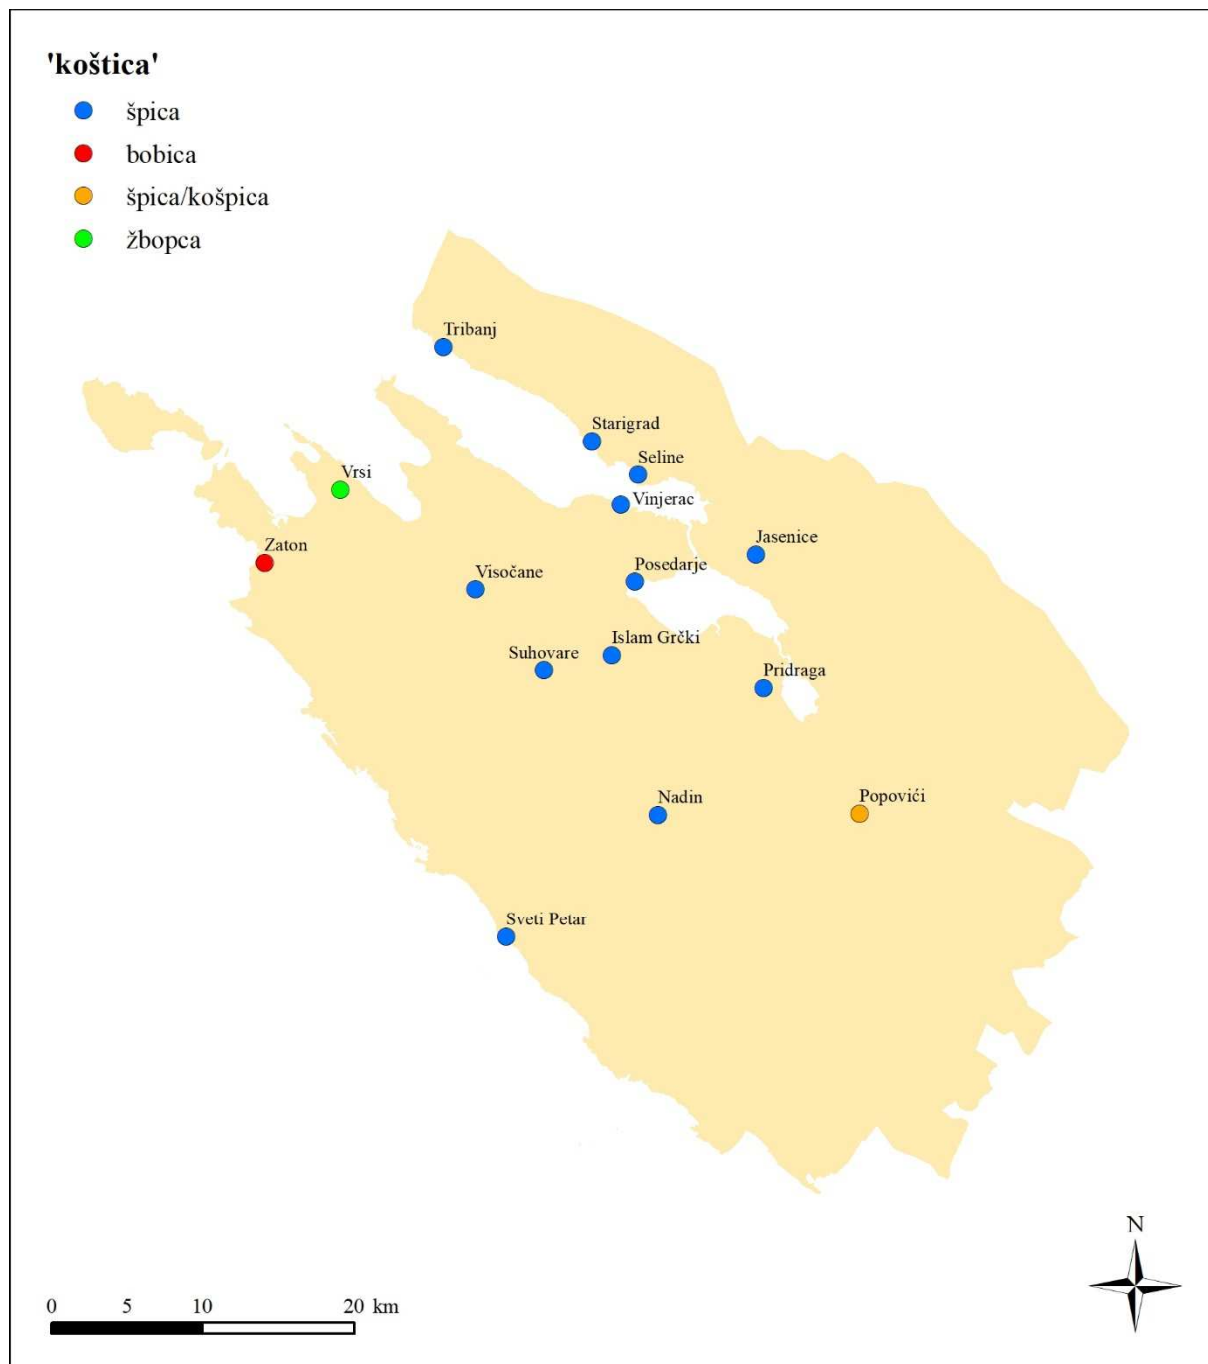 'koštica'
špica
bobica
špica/košpica
žbopca
Tribanj
Starigrad
Seline
Vrsi
Vinjerac
Zaton
Jasenice
Visočane
Posedarje
Islam Grčki
Suhovare
Pridraga
Nadin
Popovići
Sveti Petar
N
0 5 10 20 km